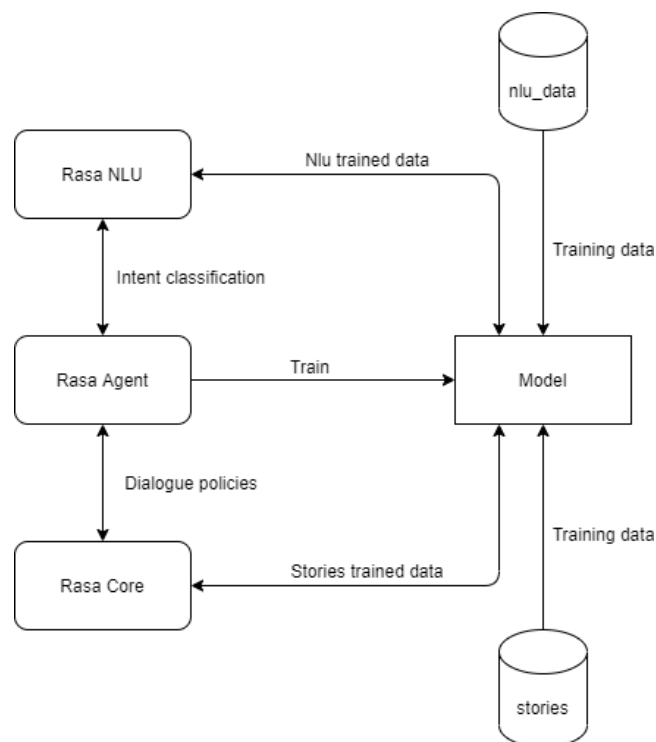 nlu_data
Rasa NLU
Nlu trained data
Training data
Intent classification
Rasa Agent
Train
Model
Dialogue policies
Training data
Rasa Core
Stories trained data
stories